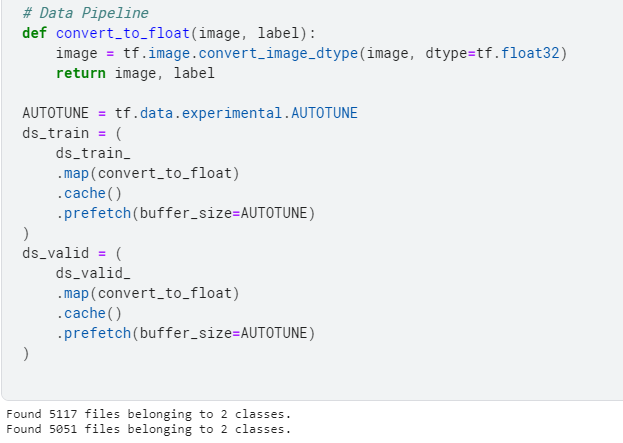 # Data Pipeline
def convert_to_float(image, label):
    image = tf.image.convert_image_dtype(image, dtype=tf.float32)
    return image, label

AUTOTUNE = tf.data.experimental.AUTOTUNE
ds_train = (
    ds_train_
    .map(convert_to_float)
    .cache()
    .prefetch(buffer_size=AUTOTUNE)
)
ds_valid = (
    ds_valid_
    .map(convert_to_float)
    .cache()
    .prefetch(buffer_size=AUTOTUNE)
)
Found 5117 files belonging to 2 classes.
Found 5051 files belonging to 2 classes.